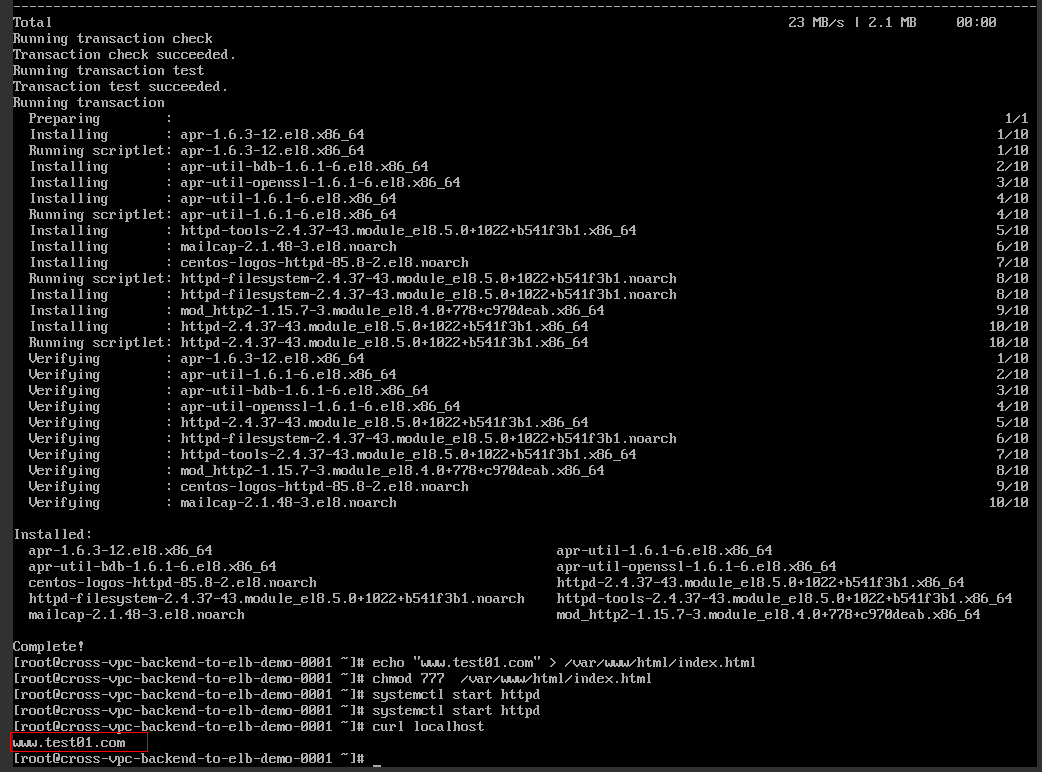 Total 23 MB/s | 2.1 MB 00:00
Running transaction check
Transaction check succeeded.
Running transaction test
Transaction test succeeded.
Running transaction
Preparing : 1/1
Installing : apr-1.6.3-12.el8.x86_64 1/10
Running scriptlet: apr-1.6.3-12.el8.x86_64 1/10
Installing : apr-util-bdb-1.6.1-6.el8.x86_64 2/10
Installing : apr-util-openssl-1.6.1-6.el8.x86_64 3/10
Installing : apr-util-1.6.1-6.el8.x86_64 4/10
Running scriptlet: apr-util-1.6.1-6.el8.x86_64 4/10
Installing : httpd-tools-2.4.37-43.module_el8.5.0+1022+b541f3b1.x86_64 5/10
Installing : mailcap-2.1.48-3.el8.noarch 6/10
Installing : centos-logos-httpd-85.8-2.el8.noarch 7/10
Running scriptlet: httpd-filesystem-2.4.37-43.module_el8.5.0+1022+b541f3b1.noarch 8/10
Installing : httpd-filesystem-2.4.37-43.module_el8.5.0+1022+b541f3b1.noarch 8/10
Installing : mod_http2-1.15.7-3.module_el8.4.0+778+c970deab.x86_64 9/10
Installing : httpd-2.4.37-43.module_el8.5.0+1022+b541f3b1.x86_64 10/10
Running scriptlet: httpd-2.4.37-43.module_el8.5.0+1022+b541f3b1.x86_64 10/10
Verifying : apr-1.6.3-12.el8.x86_64 1/10
Verifying : apr-util-1.6.1-6.el8.x86_64 2/10
Verifying : apr-util-bdb-1.6.1-6.el8.x86_64 3/10
Verifying : apr-util-openssl-1.6.1-6.el8.x86_64 4/10
Verifying : httpd-2.4.37-43.module_el8.5.0+1022+b541f3b1.x86_64 5/10
Verifying : httpd-filesystem-2.4.37-43.module_el8.5.0+1022+b541f3b1.noarch 6/10
Verifying : httpd-tools-2.4.37-43.module_el8.5.0+1022+b541f3b1.x86_64 7/10
Verifying : mod_http2-1.15.7-3.module_el8.4.0+778+c970deab.x86_64 8/10
Verifying : centos-logos-httpd-85.8-2.el8.noarch 9/10
Verifying : mailcap-2.1.48-3.el8.noarch 10/10
Installed:
apr-1.6.3-12.el8.x86_64 apr-util-1.6.1-6.el8.x86_64
apr-util-bdb-1.6.1-6.el8.x86_64 apr-util-openssl-1.6.1-6.el8.x86_64
centos-logos-httpd-85.8-2.el8.noarch httpd-2.4.37-43.module_el8.5.0+1022+b541f3b1.x86_64
httpd-filesystem-2.4.37-43.module_el8.5.0+1022+b541f3b1.noarch httpd-tools-2.4.37-43.module_el8.5.0+1022+b541f3b1.x86_64
mailcap-2.1.48-3.el8.noarch mod_http2-1.15.7-3.module_el8.4.0+778+c970deab.x86_64
Complete!
[root@cross-vpc-backend-to-elb-demo-0001 ~]# echo "www.test01.com" > /var/www/html/index.html
[root@cross-vpc-backend-to-elb-demo-0001 ~]# chmod 777  /var/www/html/index.html
[root@cross-vpc-backend-to-elb-demo-0001 ~]# systemctl start httpd
[root@cross-vpc-backend-to-elb-demo-0001 ~]# systemctl start httpd
[root@cross-vpc-backend-to-elb-demo-0001 ~]# curl localhost
www.test01.com
[root@cross-vpc-backend-to-elb-demo-0001 ~]# _